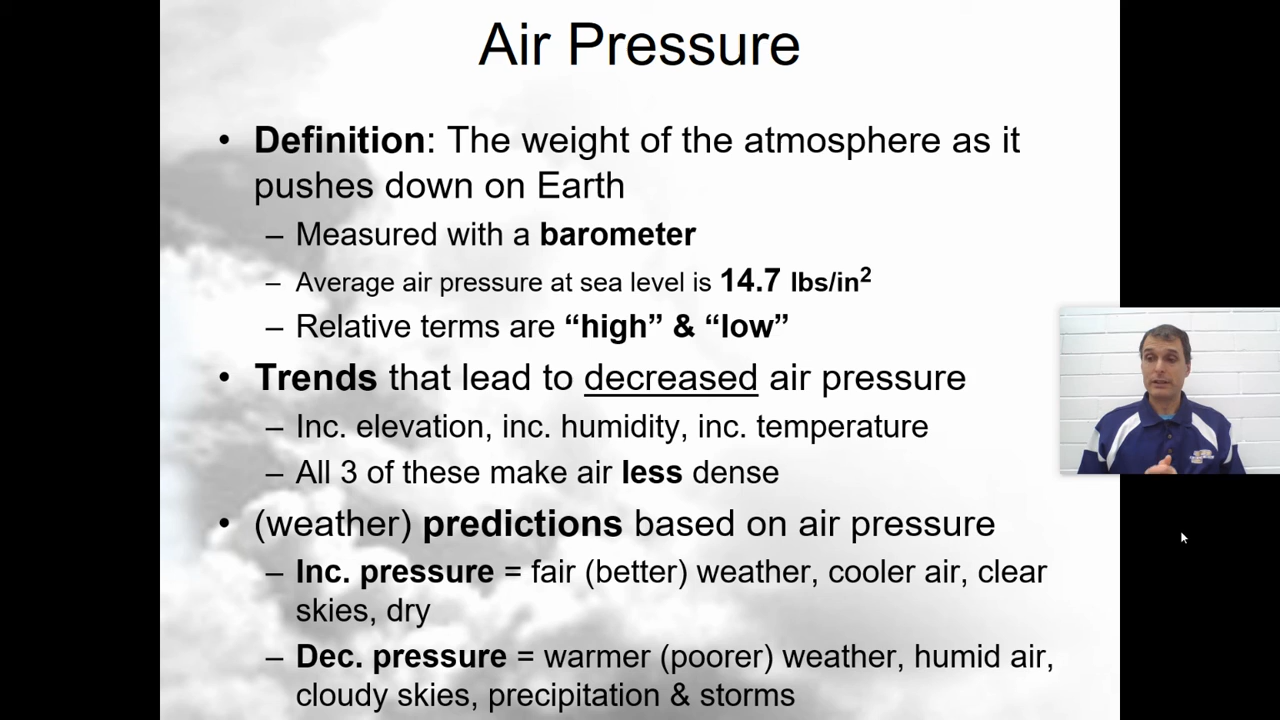 Air Pressure
• Definition: The weight of the atmosphere as it
pushes down on Earth
– Measured with a barometer
– Average air pressure at sea level is 14.7 lbs/in²
– Relative terms are “high” & “low”
• Trends that lead to decreased air pressure
– Inc. elevation, inc. humidity, inc. temperature
– All 3 of these make air less dense
• (weather) predictions based on air pressure
– Inc. pressure = fair (better) weather, cooler air, clear
skies, dry
– Dec. pressure = warmer (poorer) weather, humid air,
cloudy skies, precipitation & storms